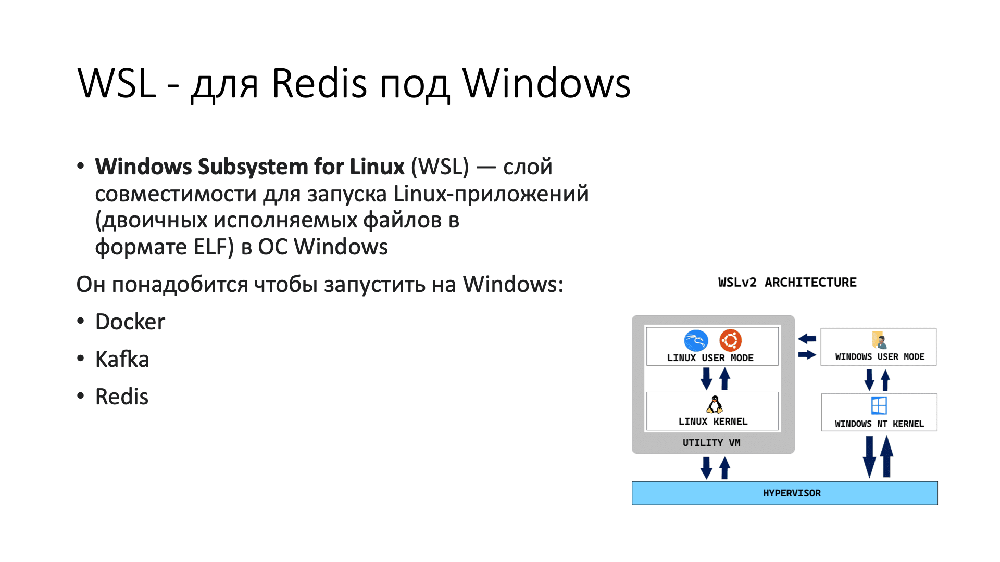 WSL - для Redis под Windows
• Windows Subsystem for Linux (WSL) — слой
совместимости для запуска Linux-приложений
(двоичных исполняемых файлов в
формате ELF) в ОС Windows
Он понадобится чтобы запустить на Windows:
• Docker
• Kafka
• Redis
WSLv2 ARCHITECTURE
LINUX USER MODE
WINDOWS USER MODE
LINUX KERNEL
WINDOWS NT KERNEL
UTILITY VM
HYPERVISOR